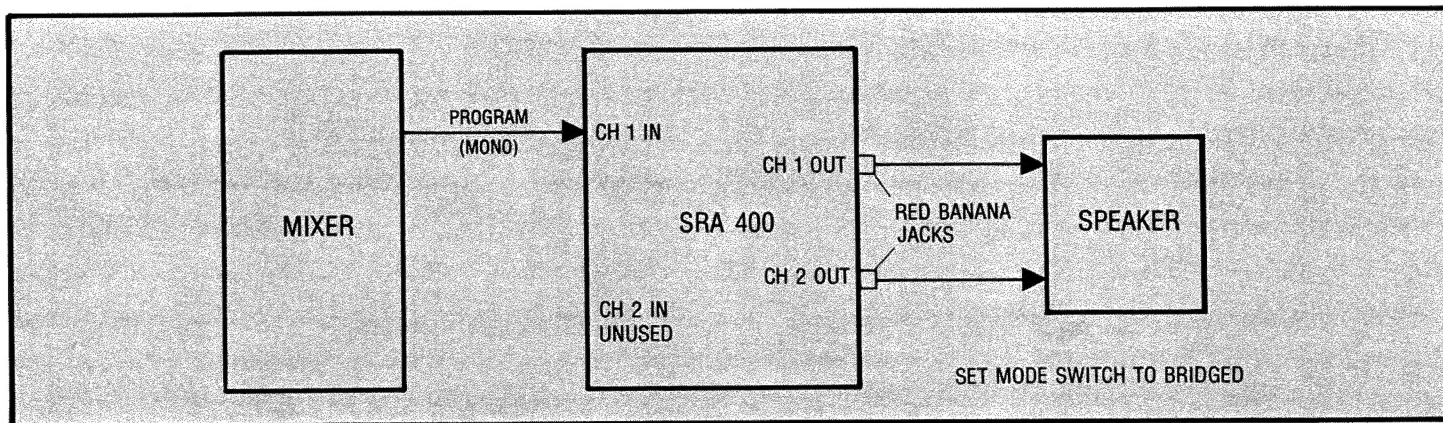 PROGRAM
(MONO)
MIXER
CH 1 IN
CH 1 OUT
SRA 400
CH 2 OUT
CH 2 IN
UNUSED
RED BANANA
JACKS
SPEAKER
SET MODE SWITCH TO BRIDGED